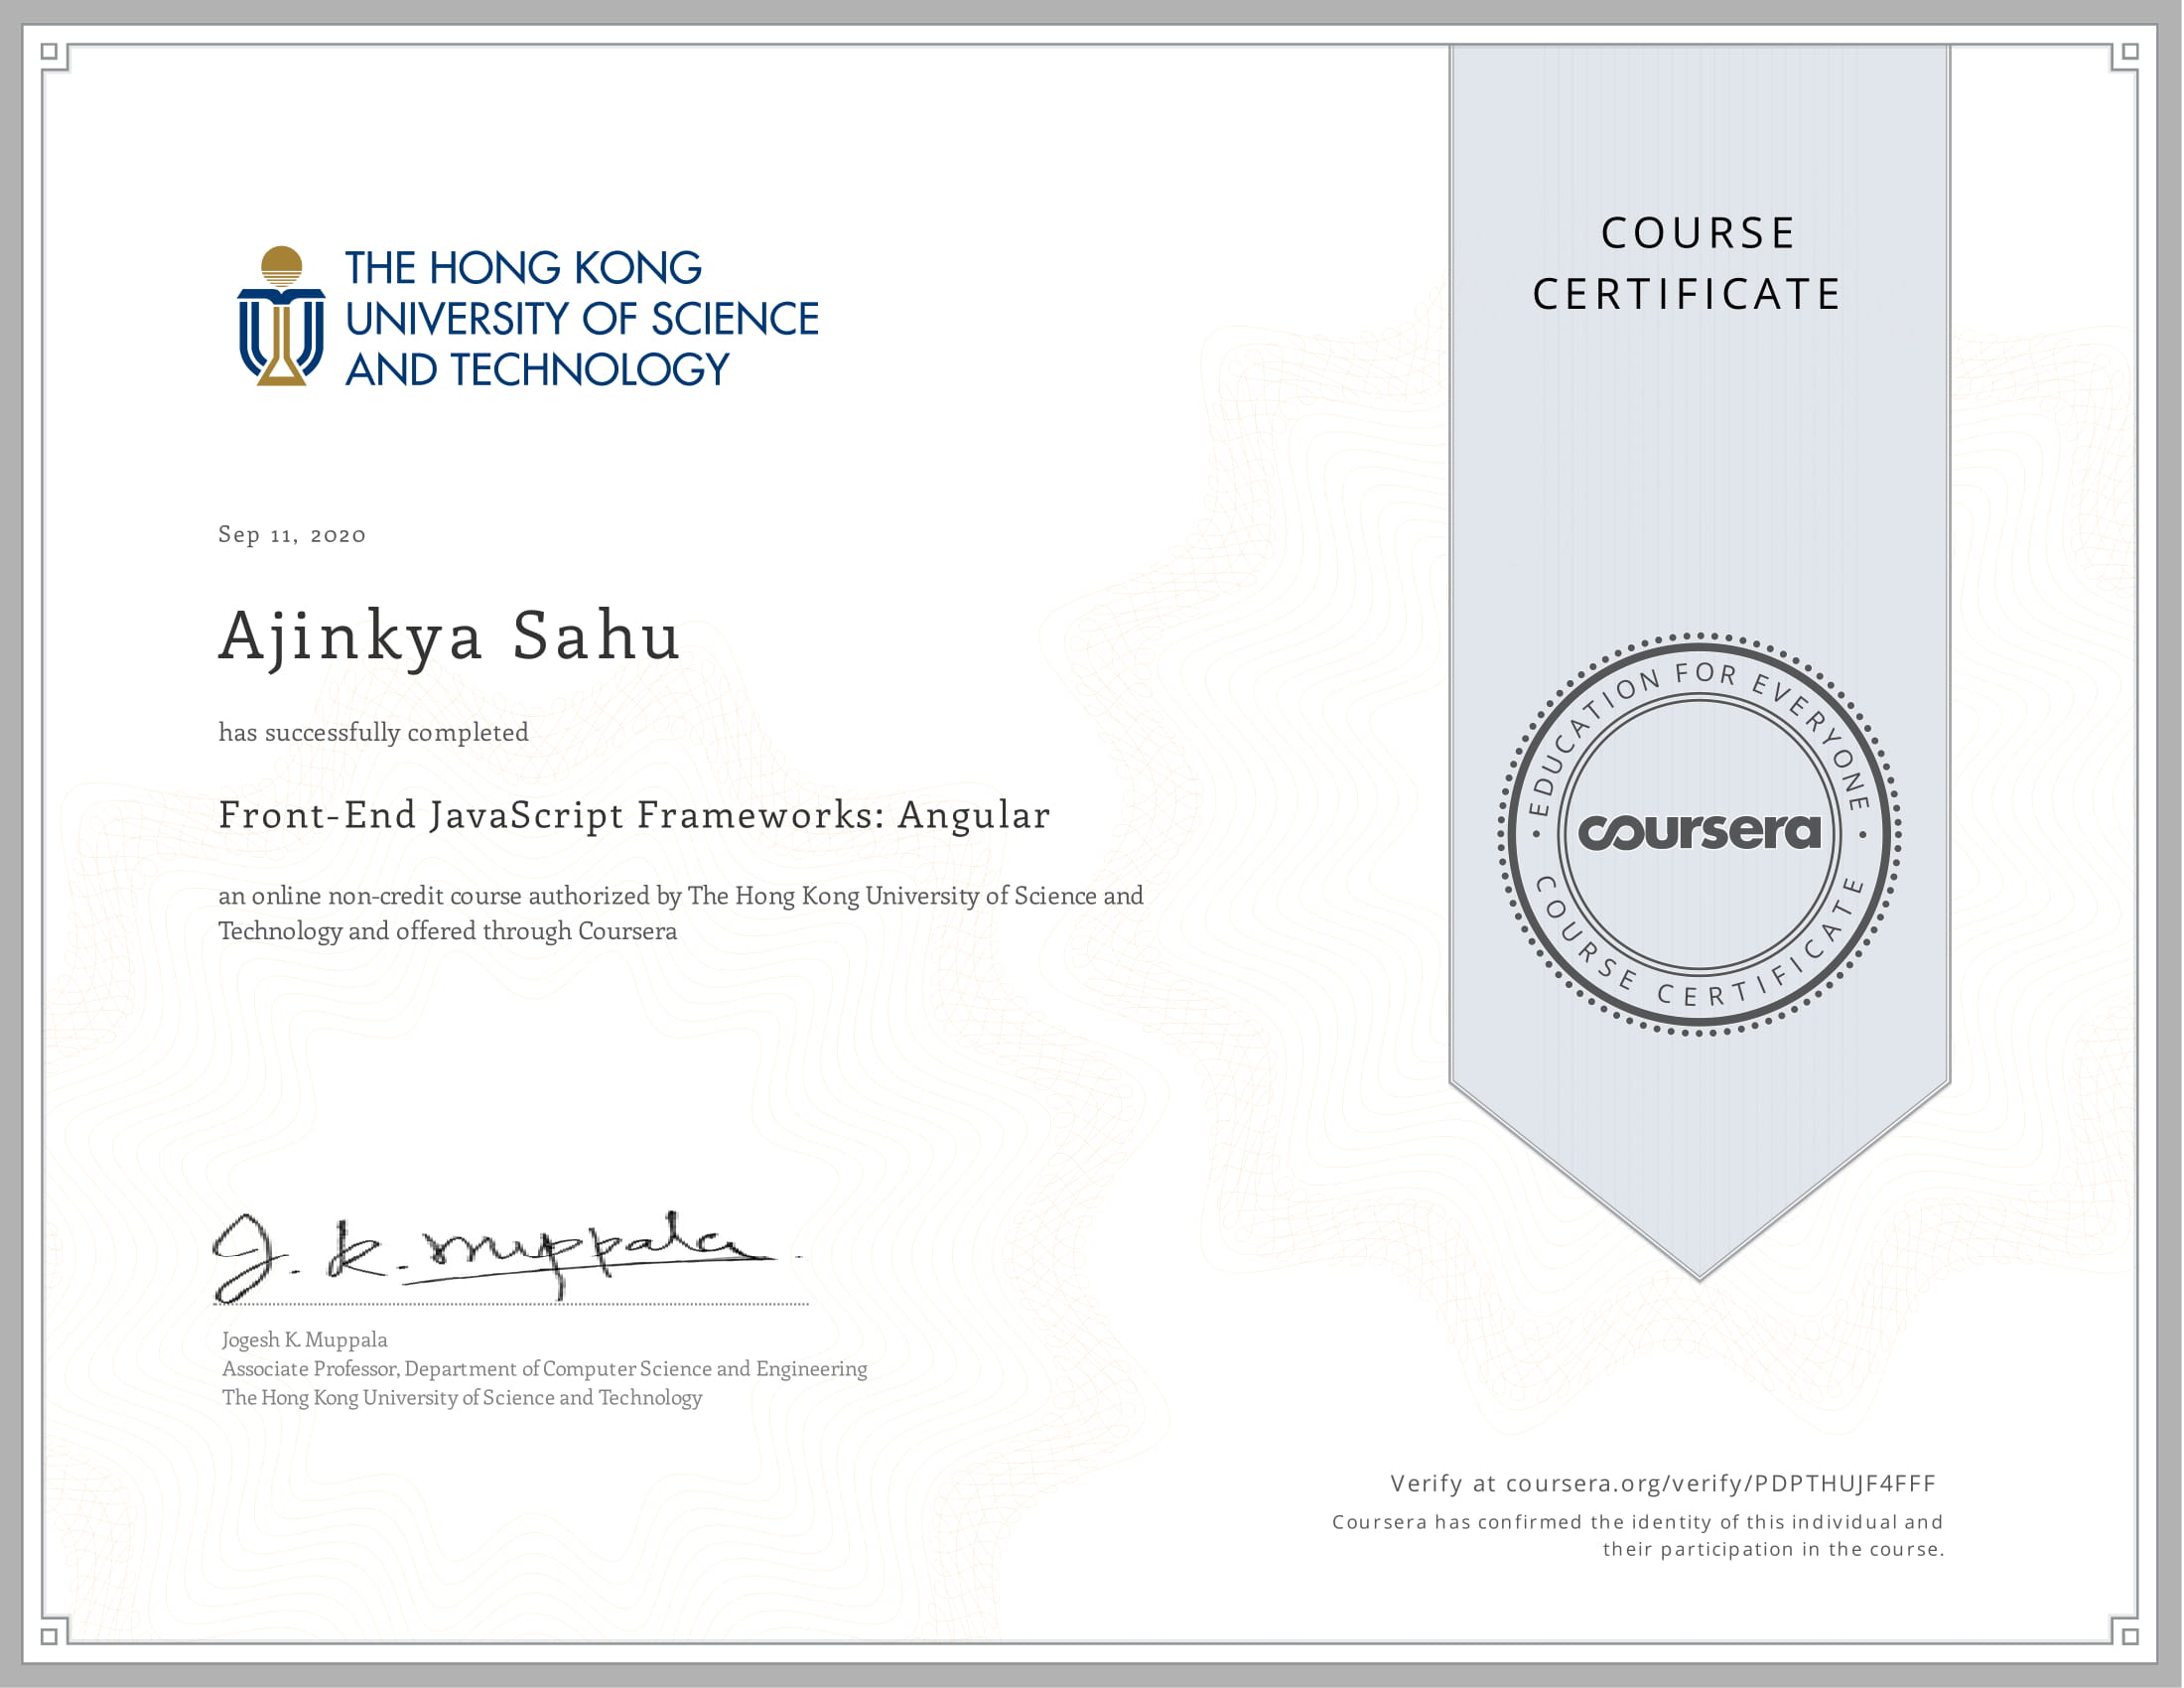 THE HONG KONG
UNIVERSITY OF SCIENCE
AND TECHNOLOGY
COURSE
CERTIFICATE
Sep 11, 2020
Ajinkya Sahu
has successfully completed
Front-End JavaScript Frameworks: Angular
an online non-credit course authorized by The Hong Kong University of Science and
Technology and offered through Coursera
EDUCATION FOR EVERYONE
coursera
COURSE CERTIFICATE
J. K. Muppala
Jogesh K. Muppala
Associate Professor, Department of Computer Science and Engineering
The Hong Kong University of Science and Technology
Verify at coursera.org/verify/PDPTHUJF4FFF
Coursera has confirmed the identity of this individual and
their participation in the course.